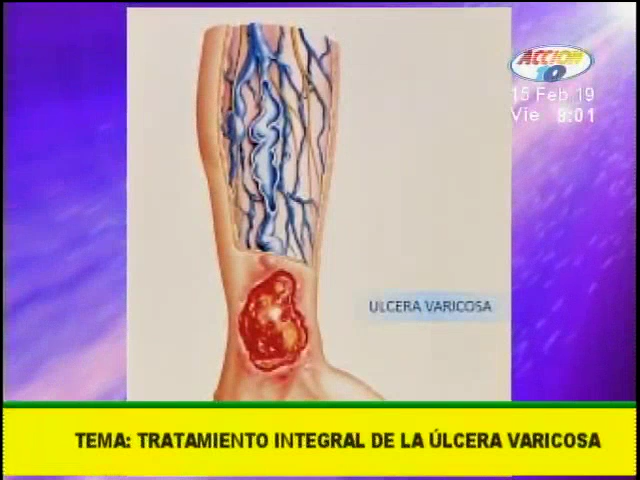 ACCION
10
15 Feb 19
Vie 8:01
ULCERA VARICOSA
TEMA: TRATAMIENTO INTEGRAL DE LA ÚLCERA VARICOSA